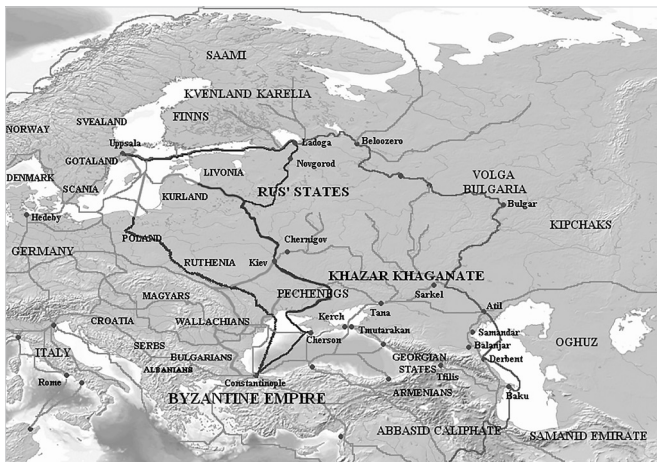 SAAMI
KVENLAND KARELIA
NORWAY
SVEALAND
FINNS
Uppsala
Ladoga
Beloozero
GOTALAND
Novgorod
LIVONIA
DENMARK
SCANIA
KURLAND
RUS' STATES
VOLGA
BULGARIA
Bulgar
Hedeby
KIPCHAKS
POLAND
Chernigov
GERMANY
RUTHENIA
Kiev
KHAZAR KHAGANATE
MAGYARS
PECHENEGS
Sarkel
Tana
Atil
CROATIA
WALLACHIANS
Kerch
Tmutarakan
Samandar
OGHUZ
ITALY
SERBS
Cherson
Balanjar
BULGARIANS
GEORGIAN
STATES
Derbent
ALBANIANS
Tfilis
Rome
Constantinople
Baku
ARMENIANS
BYZANTINE EMPIRE
ABBASID CALIPHATE
SAMANID EMIRATE